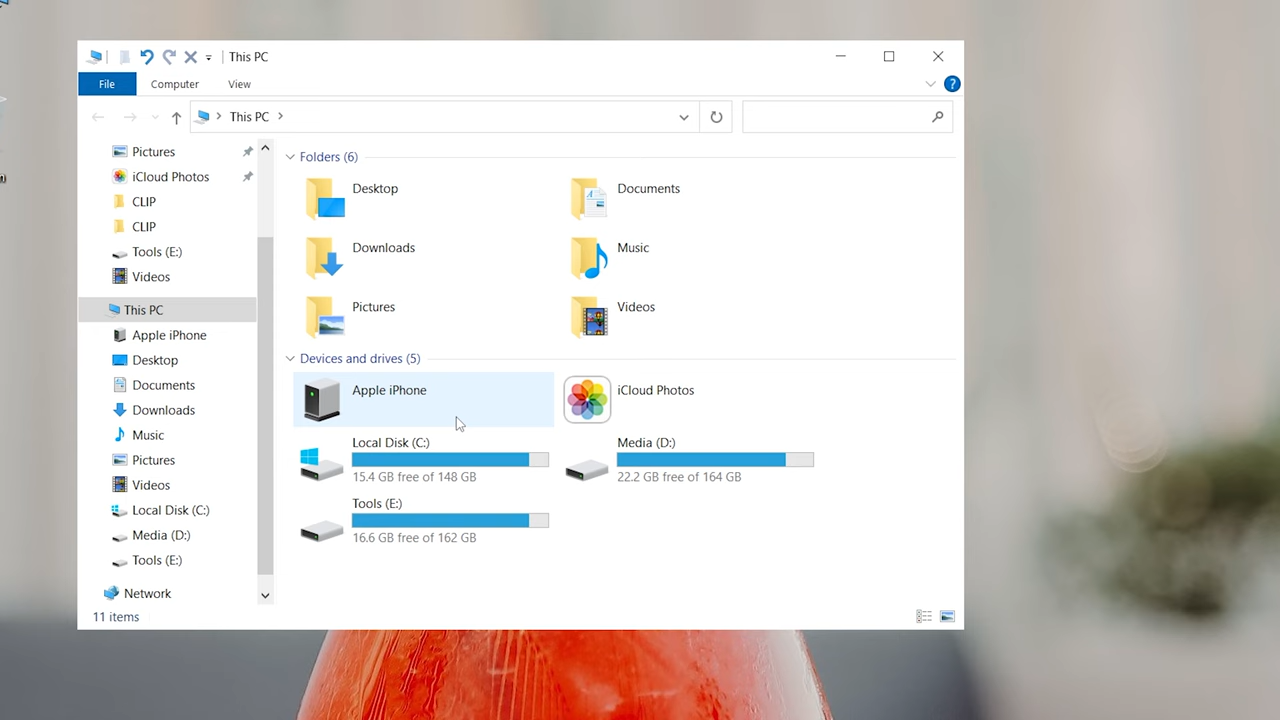 This PC
File
Computer
View
?
This PC
Pictures
iCloud Photos
CLIP
CLIP
Tools (E:)
Videos
This PC
Apple iPhone
Desktop
Documents
Downloads
Music
Pictures
Videos
Local Disk (C:)
Media (D:)
Tools (E:)
Network
Folders (6)
Desktop
Documents
Downloads
Music
Pictures
Videos
Devices and drives (5)
Apple iPhone
iCloud Photos
Local Disk (C:)
15.4 GB free of 148 GB
Media (D:)
22.2 GB free of 164 GB
Tools (E:)
16.6 GB free of 162 GB
11 items